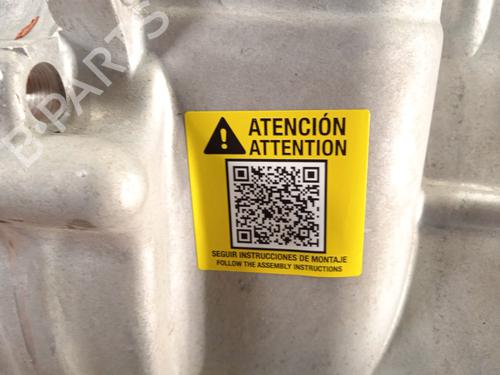 B-PARTS
ATENCIÓN
ATTENTION
SEGUIR INSTRUCCIONES DE MONTAJE
FOLLOW THE ASSEMBLY INSTRUCTIONS